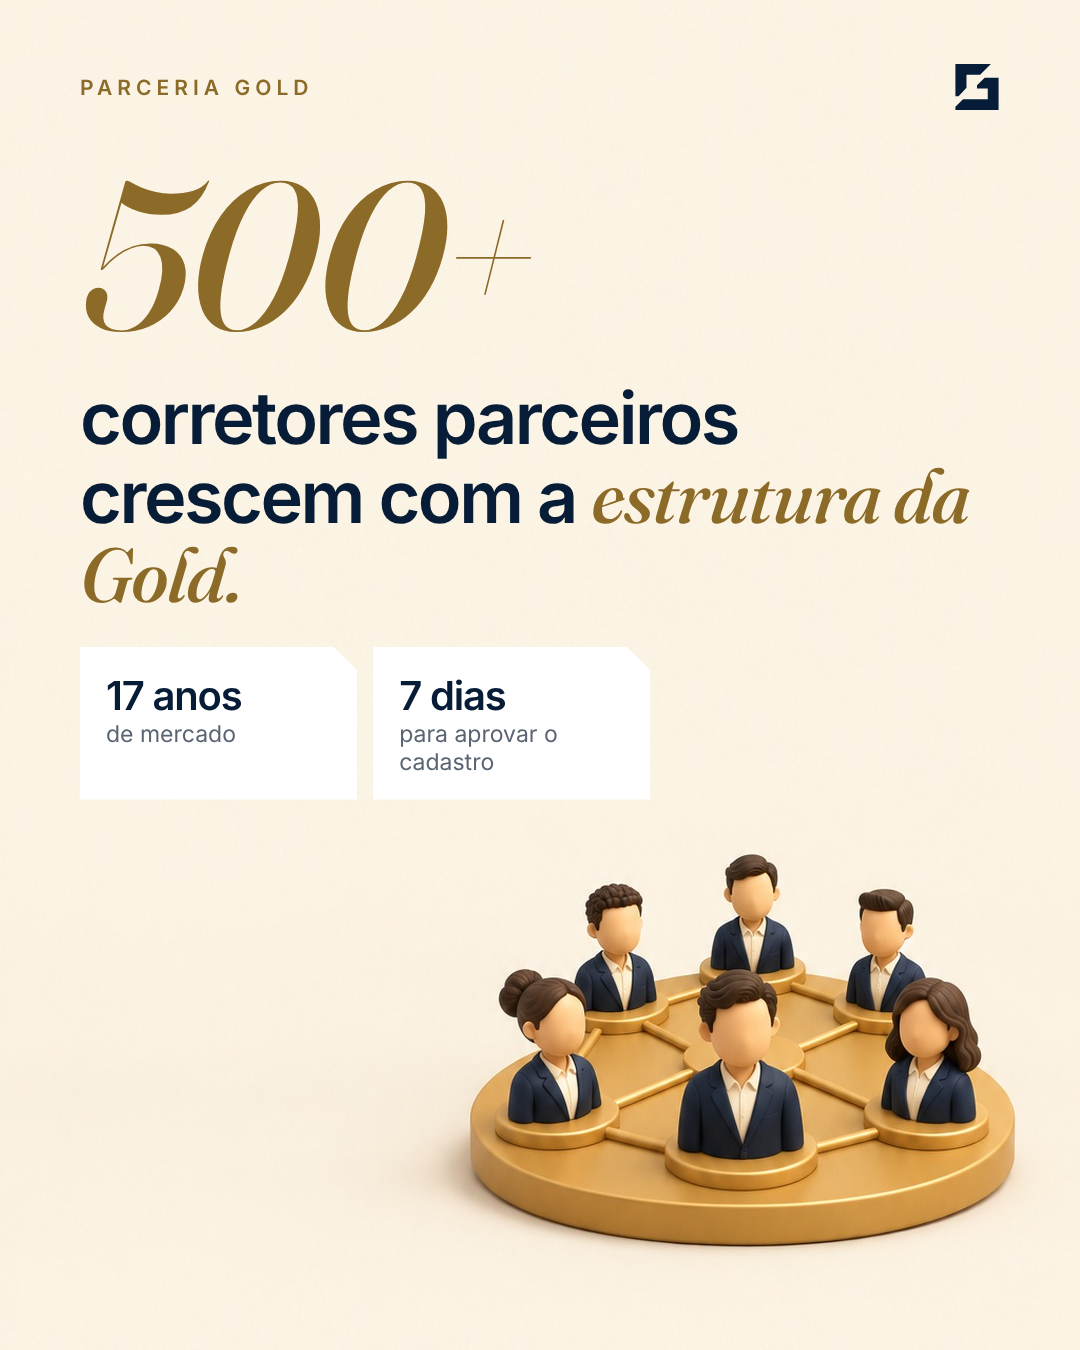 PARCERIA GOLD
500+
corretores parceiros
crescem com a estrutura da
Gold.
17 anos
de mercado
7 dias
para aprovar o
cadastro